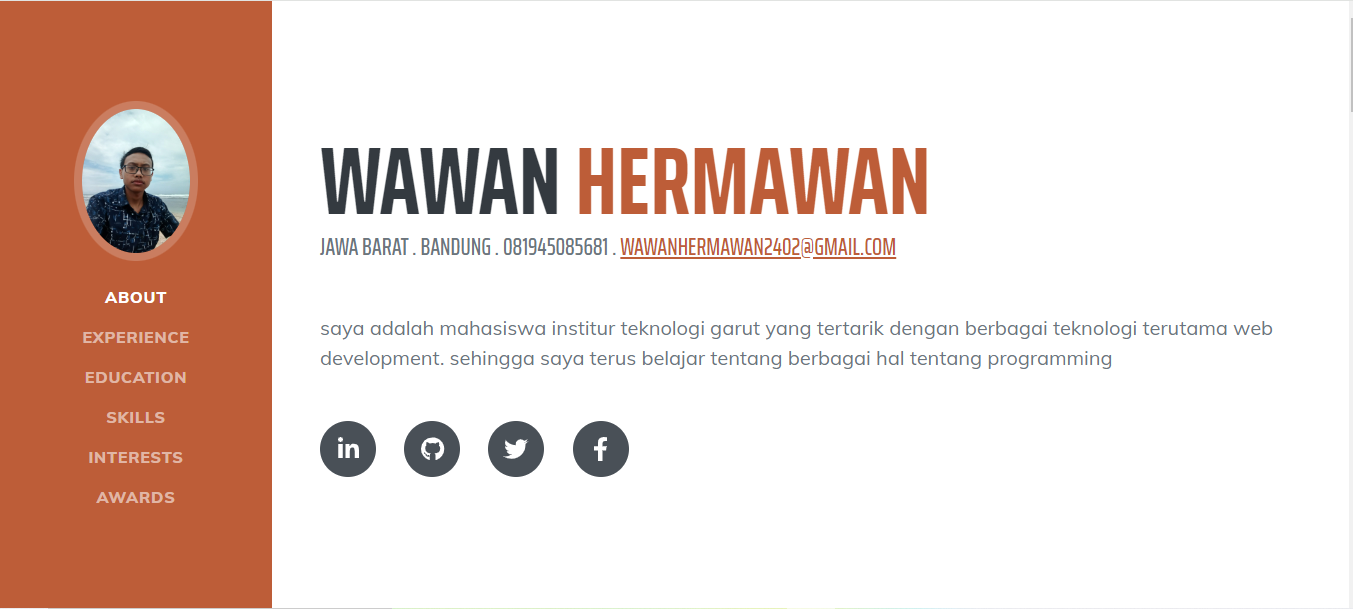 ABOUT
EXPERIENCE
EDUCATION
SKILLS
INTERESTS
AWARDS
WAWAN HERMAWAN
JAWA BARAT . BANDUNG . 081945085681 . WAWANHERMAWAN2402@GMAIL.COM
saya adalah mahasiswa institur teknologi garut yang tertarik dengan berbagai teknologi terutama web
development. sehingga saya terus belajar tentang berbagai hal tentang programming
in